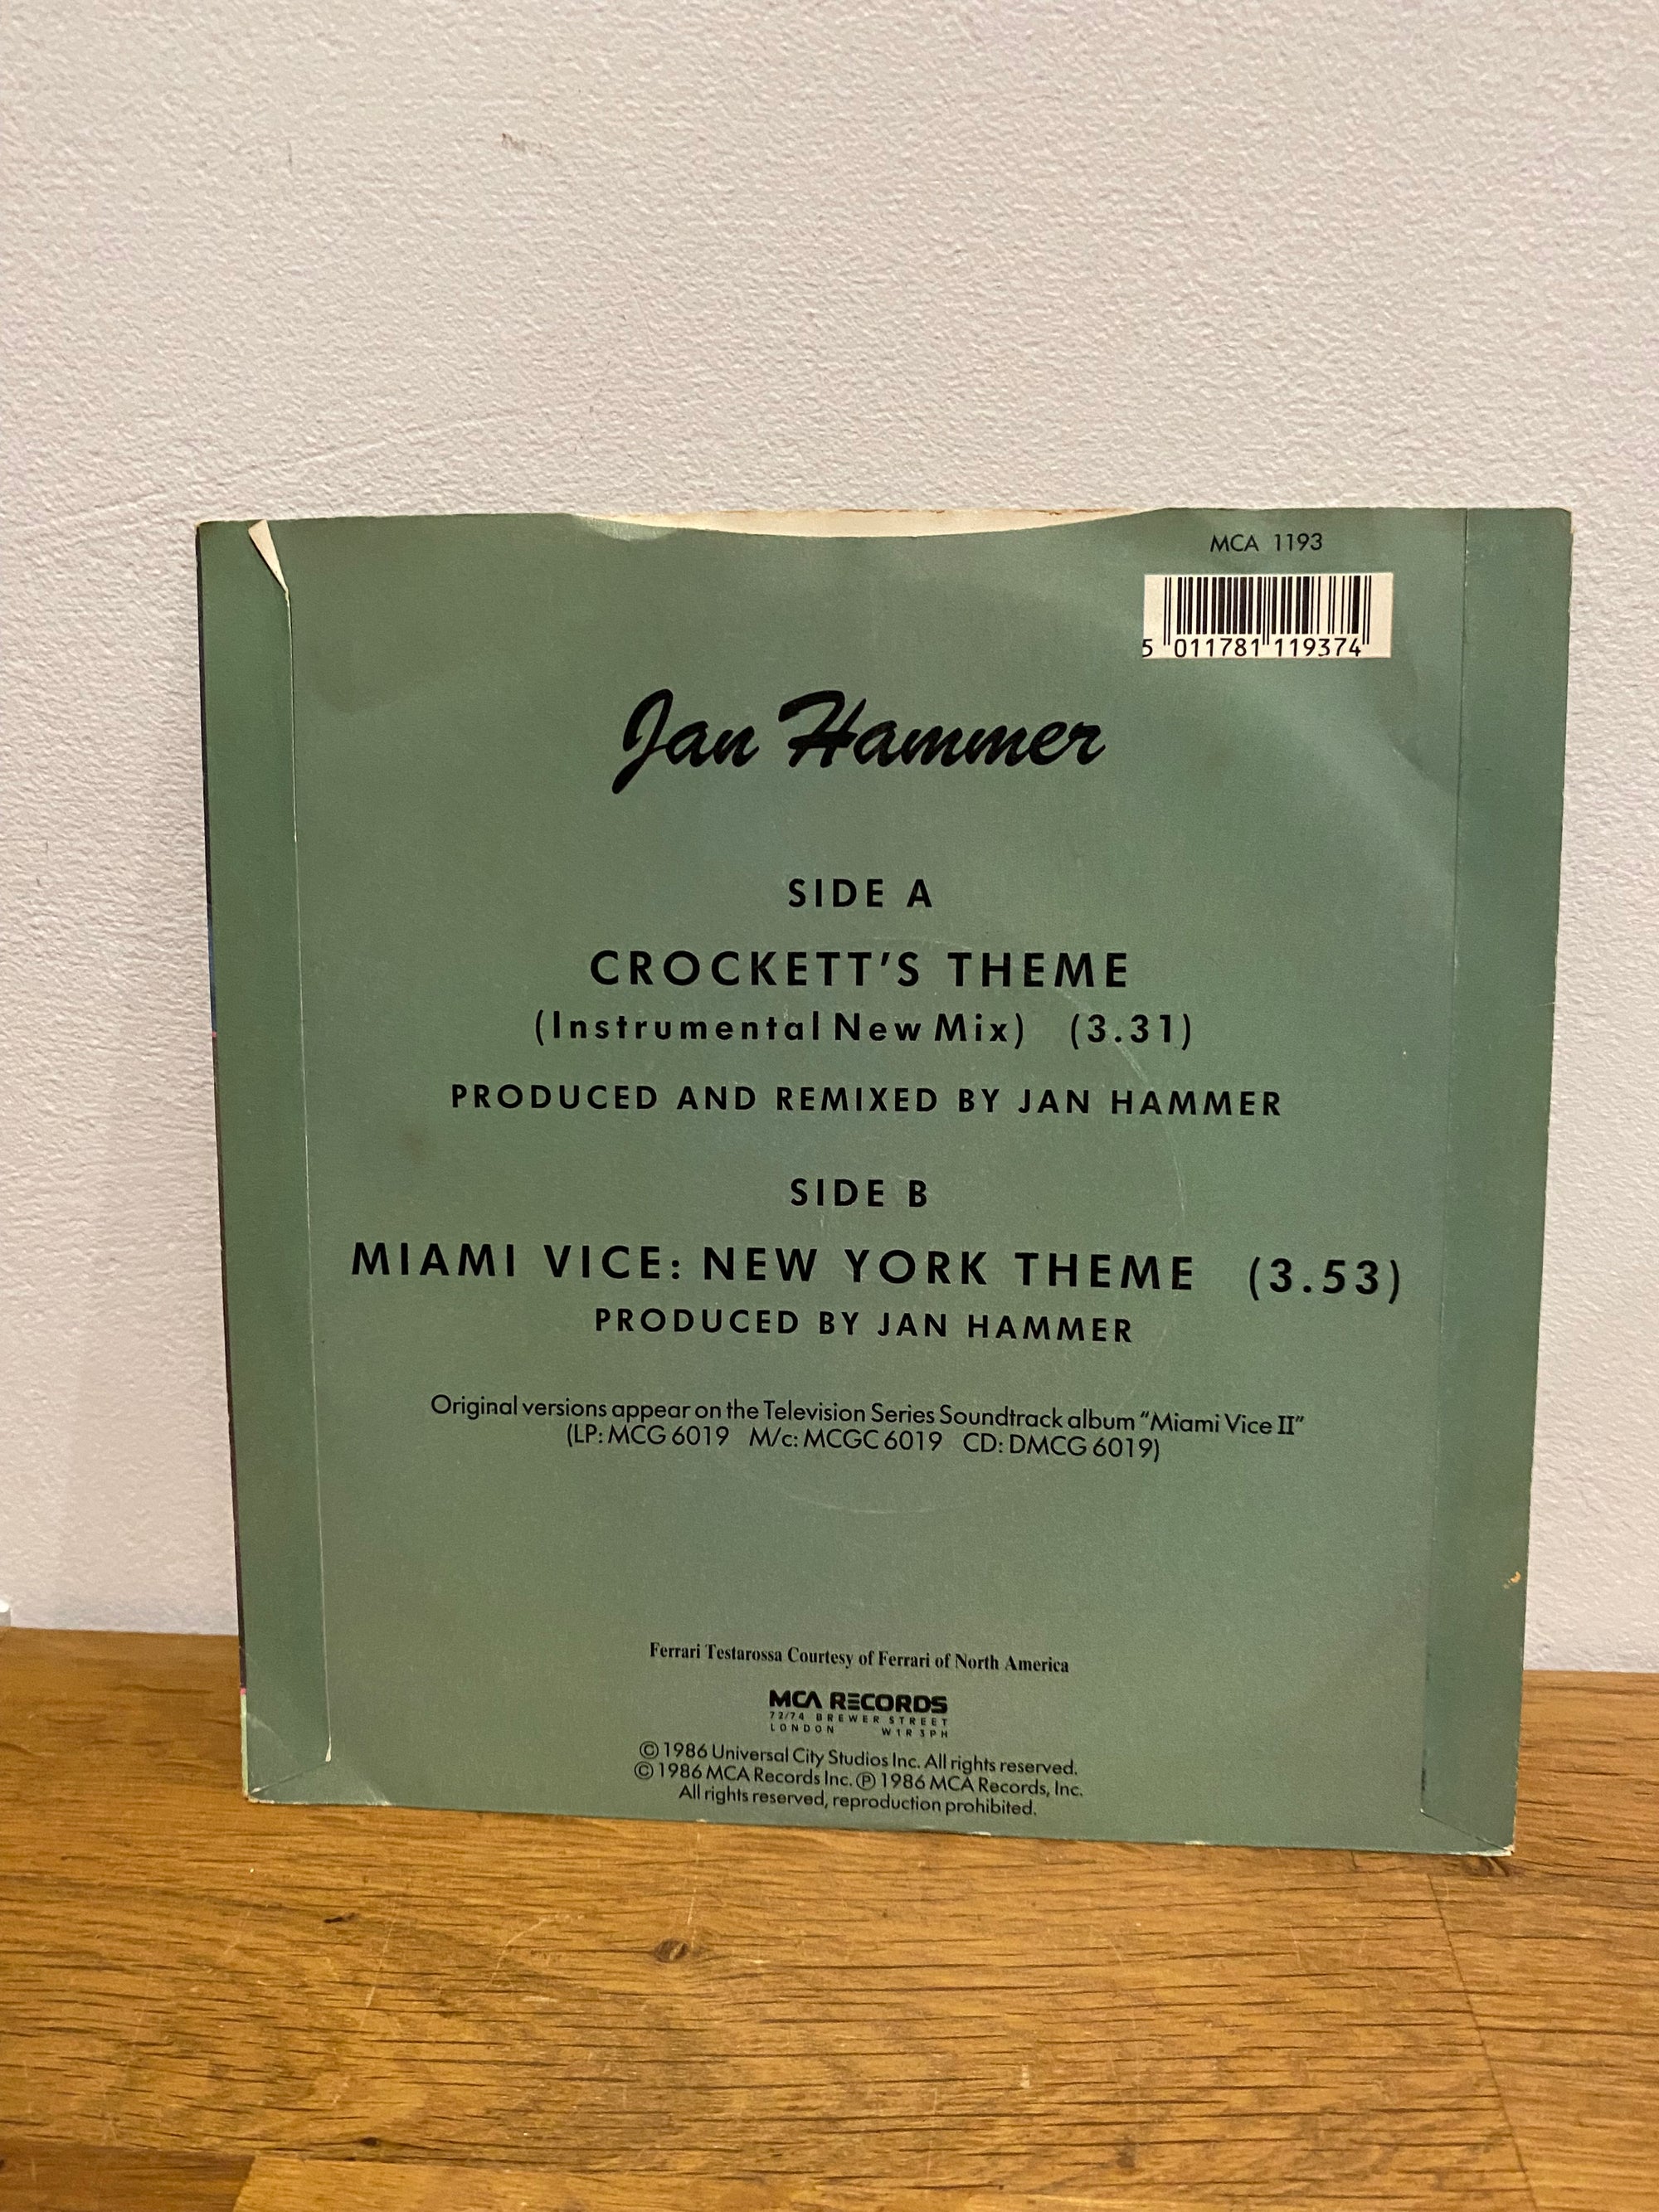 MCA 1193
5 011781 119374
Jan Hammer
SIDE A
CROCKETT'S THEME
(Instrumental New Mix) (3.31)
PRODUCED AND REMIXED BY JAN HAMMER
SIDE B
MIAMI VICE: NEW YORK THEME (3.53)
PRODUCED BY JAN HAMMER
Original versions appear on the Television Series Soundtrack album "Miami Vice II"
(LP: MCG 6019 M/c: MCGC 6019 CD: DMCG 6019)
Ferrari Testarossa Courtesy of Ferrari of North America
MCA RECORDS
72/74 BREWER STREET
LONDON W1R 3PH
© 1986 Universal City Studios Inc. All rights reserved.
© 1986 MCA Records Inc. ℗ 1986 MCA Records, Inc.
All rights reserved, reproduction prohibited.